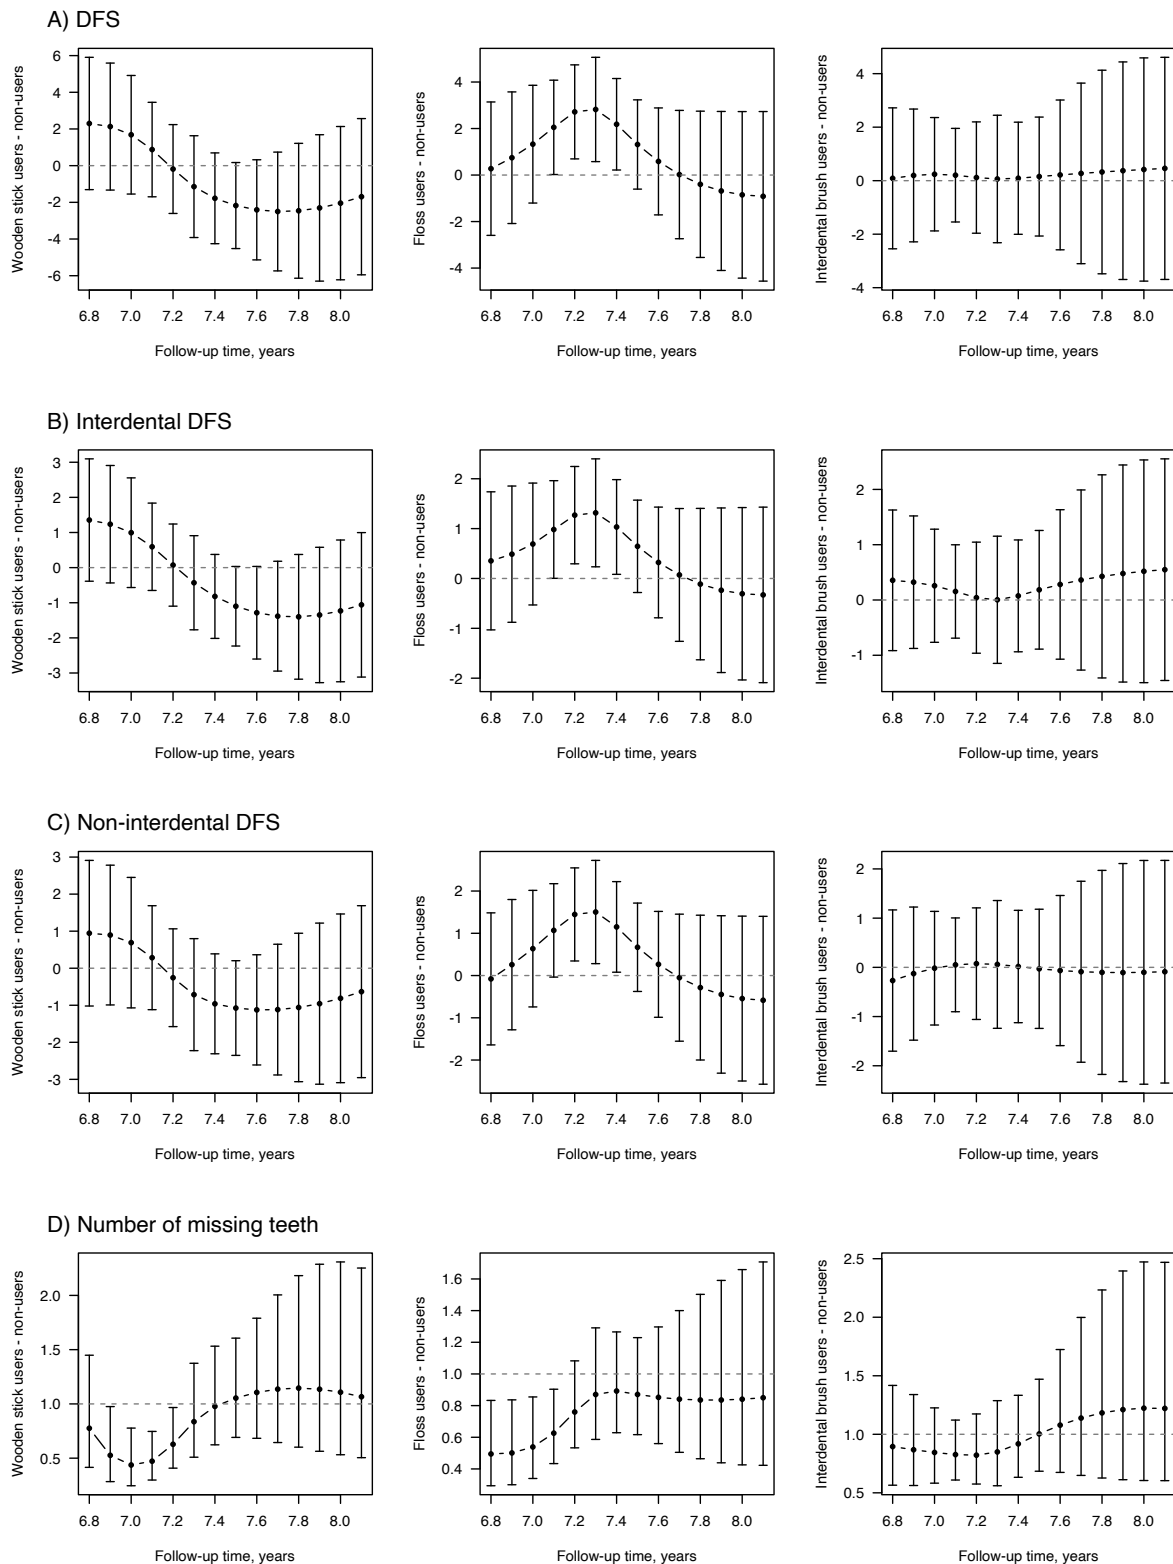 A) DFS
Wooden stick users - non-users
6
4
2
0
-2
-4
-6
6.8 7.0 7.2 7.4 7.6 7.8 8.0
Follow-up time, years
Floss users - non-users
4
2
0
-2
-4
6.8 7.0 7.2 7.4 7.6 7.8 8.0
Follow-up time, years
Interdental brush users - non-users
4
2
0
-2
-4
6.8 7.0 7.2 7.4 7.6 7.8 8.0
Follow-up time, years
B) Interdental DFS
Wooden stick users - non-users
3
2
1
0
-1
-2
-3
6.8 7.0 7.2 7.4 7.6 7.8 8.0
Follow-up time, years
Floss users - non-users
2
1
0
-1
-2
6.8 7.0 7.2 7.4 7.6 7.8 8.0
Follow-up time, years
Interdental brush users - non-users
2
1
0
-1
6.8 7.0 7.2 7.4 7.6 7.8 8.0
Follow-up time, years
C) Non-interdental DFS
Wooden stick users - non-users
3
2
1
0
-1
-2
-3
6.8 7.0 7.2 7.4 7.6 7.8 8.0
Follow-up time, years
Floss users - non-users
2
1
0
-1
-2
6.8 7.0 7.2 7.4 7.6 7.8 8.0
Follow-up time, years
Interdental brush users - non-users
2
1
0
-1
-2
6.8 7.0 7.2 7.4 7.6 7.8 8.0
Follow-up time, years
D) Number of missing teeth
Wooden stick users - non-users
2.0
1.5
1.0
0.5
6.8 7.0 7.2 7.4 7.6 7.8 8.0
Follow-up time, years
Floss users - non-users
1.6
1.4
1.2
1.0
0.8
0.6
0.4
6.8 7.0 7.2 7.4 7.6 7.8 8.0
Follow-up time, years
Interdental brush users - non-users
2.5
2.0
1.5
1.0
0.5
6.8 7.0 7.2 7.4 7.6 7.8 8.0
Follow-up time, years